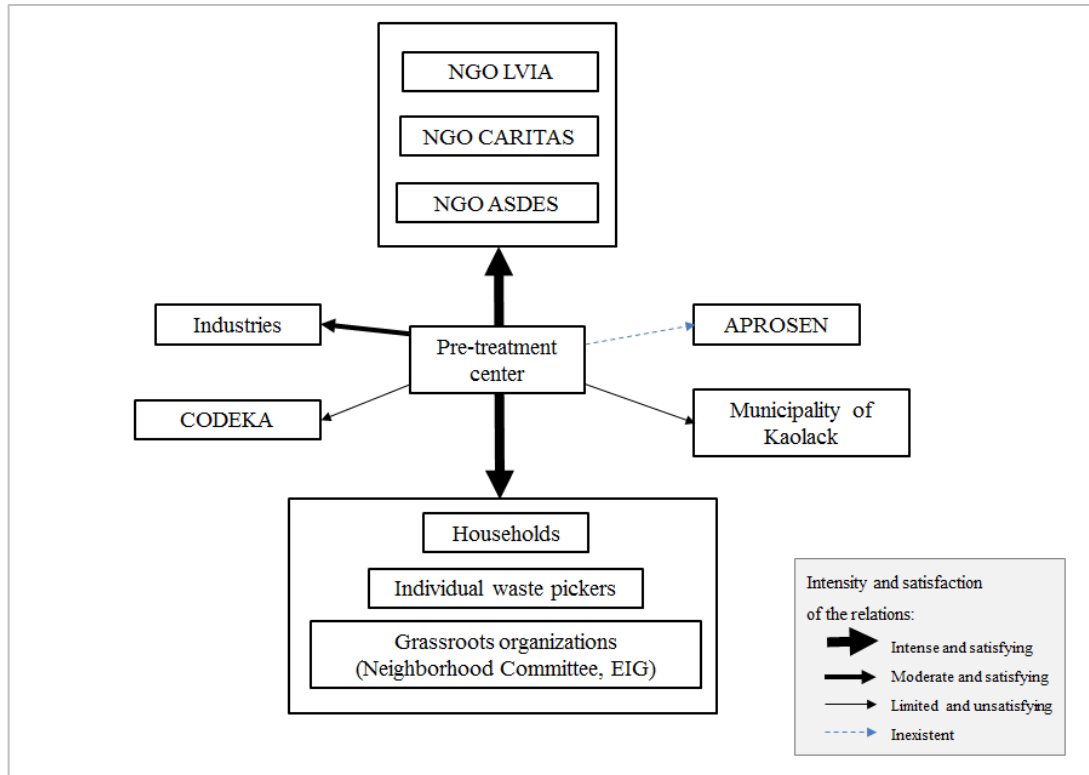 NGO LVIA
NGO CARITAS
NGO ASDES
Industries
APROSEN
Pre-treatment
center
CODEKA
Municipality of
Kaolack
Households
Individual waste pickers
Grassroots organizations
(Neighborhood Committee, EIG)
Intensity and satisfaction
of the relations:
Intense and satisfying
Moderate and satisfying
Limited and unsatisfying
Inexistent